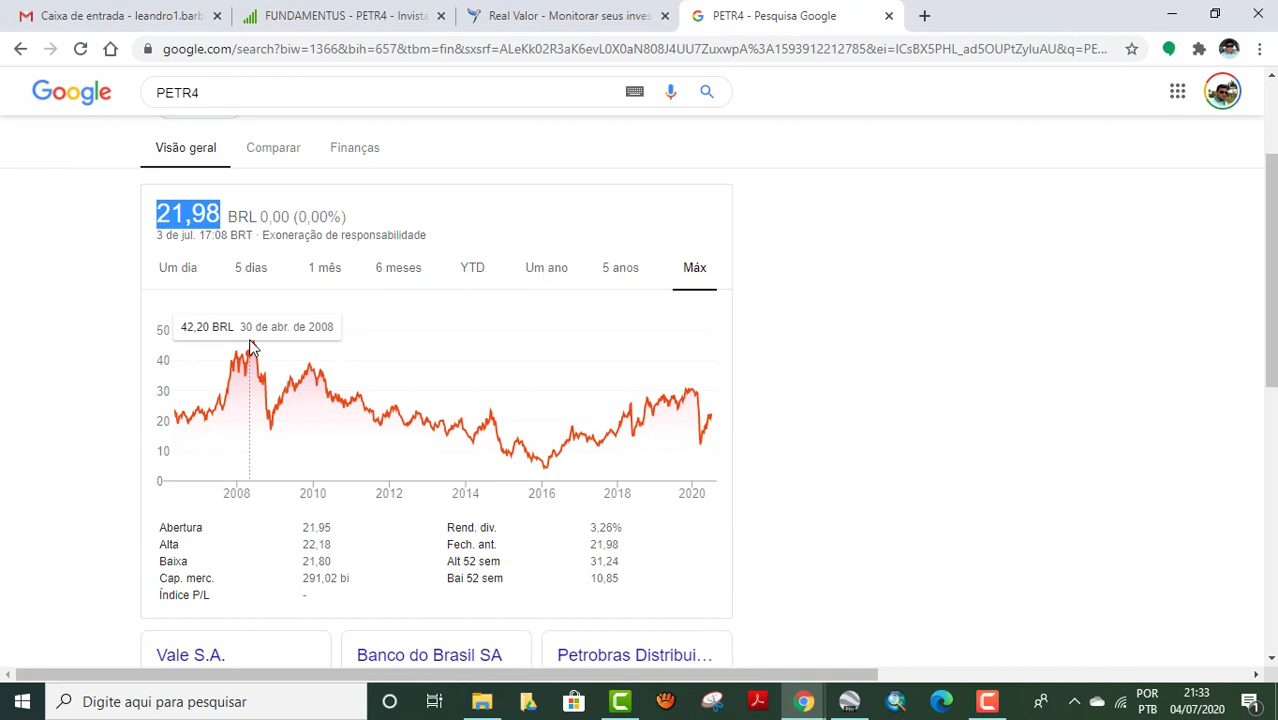 Caixa de entrada - leandro1.barb
FUNDAMENTUS - PETR4 - Invista
Real Valor - Monitorar seus inves
PETR4 - Pesquisa Google
google.com/search?biw=1366&bih=657&tbm=fin&sxsrf=ALeKk02R3aK6evL0X0aN808J4UU7ZuxwpA%3A1593912212785&ei=ICsBX5PHL_ad5OUPtZyIuAU&q=PE...
Google
PETR4
Visão geral
Comparar
Finanças
21,98 BRL 0,00 (0,00%)
3 de jul. 17:08 BRT · Exoneração de responsabilidade
Um dia
5 dias
1 mês
6 meses
YTD
Um ano
5 anos
Máx
42,20 BRL 30 de abr. de 2008
50
40
30
20
10
0
2008
2010
2012
2014
2016
2018
2020
Abertura 21,95
Alta 22,18
Baixa 21,80
Cap. merc. 291,02 bi
Índice P/L -
Rend. div. 3,26%
Fech. ant. 21,98
Alt 52 sem 31,24
Bai 52 sem 10,85
Vale S.A.
Banco do Brasil SA
Petrobras Distribui...
Digite aqui para pesquisar
POR
PTB
21:33
04/07/2020
1